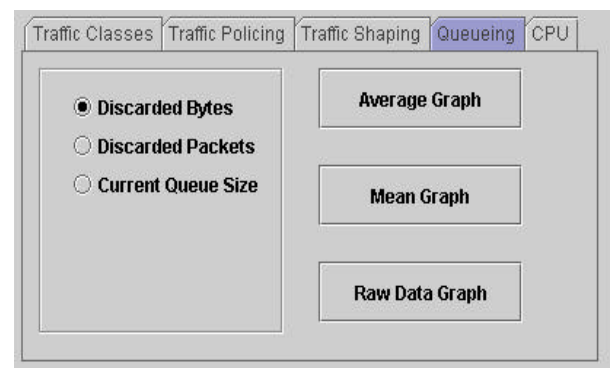 Traffic Classes Traffic Policing Traffic Shaping Queueing CPU
Discarded Bytes
Discarded Packets
Current Queue Size
Average Graph
Mean Graph
Raw Data Graph